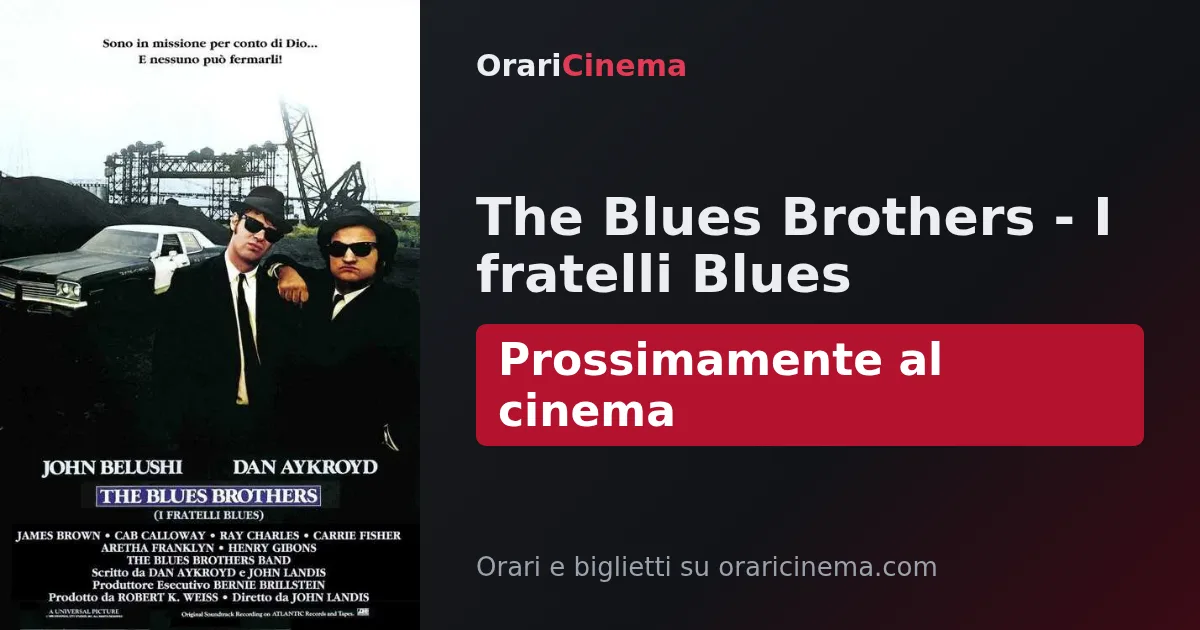 Sono in missione per conto di Dio...
E nessuno può fermarli!
JOHN BELUSHI DAN AYKROYD
THE BLUES BROTHERS
(I FRATELLI BLUES)
JAMES BROWN • CAB CALLOWAY • RAY CHARLES • CARRIE FISHER
ARETHA FRANKLYN • HENRY GIBONS
THE BLUES BROTHERS BAND
Scritto da DAN AYKROYD e JOHN LANDIS
Produttore Esecutivo BERNIE BRILLSTEIN
Prodotto da ROBERT K. WEISS • Diretto da JOHN LANDIS
A UNIVERSAL PICTURE
Original Soundtrack Recording on ATLANTIC Records and Tapes.
OrariCinema
The Blues Brothers - I
fratelli Blues
Prossimamente al
cinema
Orari e biglietti su oraricinema.com